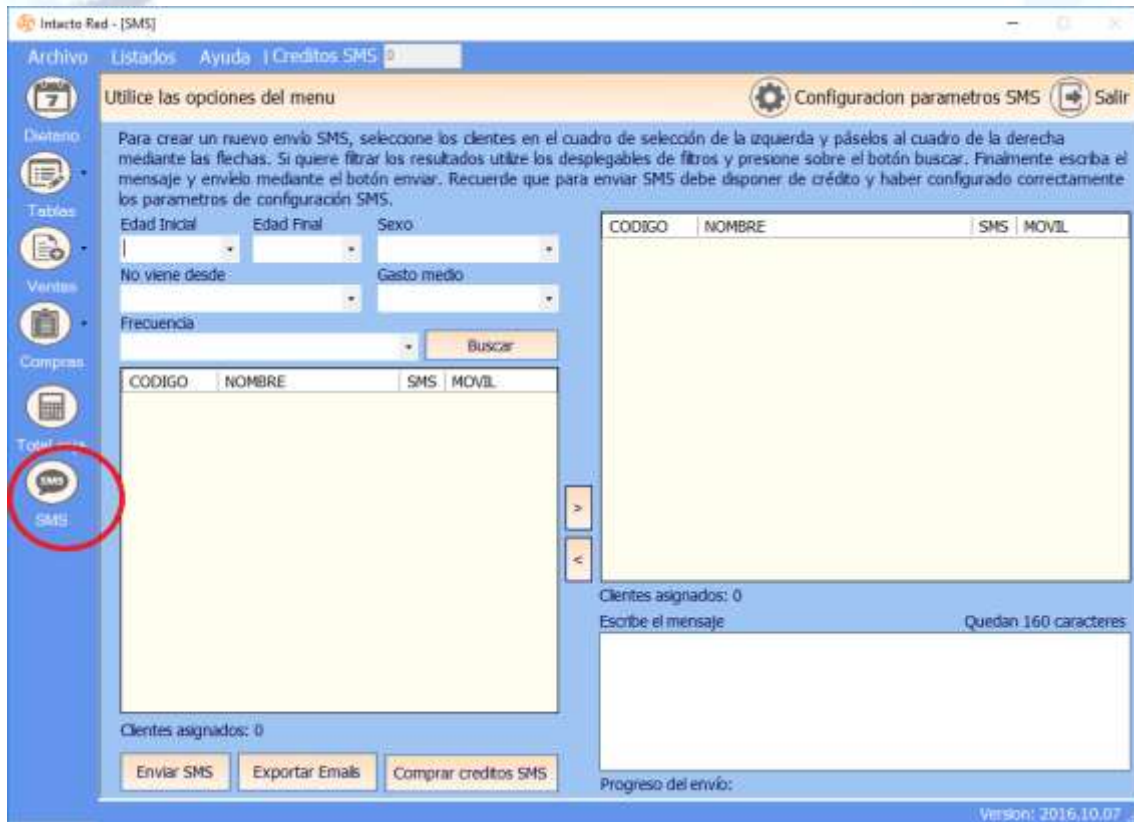 Intacto Red - [SMS]
Archivo Listados Ayuda | Creditos SMS 0
Utilice las opciones del menu
Configuracion parametros SMS
Salir
7
Dietario
Tablas
Ventas
Compras
Total caja
SMS
SMS
Para crear un nuevo envío SMS, seleccione los clientes en el cuadro de selección de la izquierda y páselos al cuadro de la derecha
mediante las flechas. Si quiere filtrar los resultados utilize los desplegables de filtros y presione sobre el botón buscar. Finalmente escriba el
mensaje y envíelo mediante el botón enviar. Recuerde que para enviar SMS debe disponer de crédito y haber configurado correctamente
los parametros de configuración SMS.
Edad Inicial Edad Final Sexo
No viene desde Gasto medio
Frecuencia
Buscar
CODIGO NOMBRE SMS MOVIL
Clientes asignados: 0
Enviar SMS Exportar Emails Comprar creditos SMS
>
<
CODIGO NOMBRE SMS MOVIL
Clientes asignados: 0
Escribe el mensaje Quedan 160 caracteres
Progreso del envío:
Version: 2016.10.07